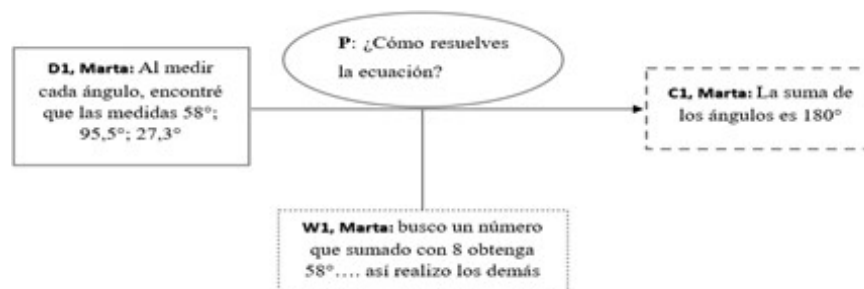 P: ¿Cómo resuelves
la ecuación?
D1, Marta: Al medir
cada ángulo, encontré
que las medidas 58°;
95,5°; 27,3°
C1, Marta: La suma de
los ángulos es 180°
W1, Marta: busco un número
que sumado con 8 obtenga
58°.... así realizo los demás